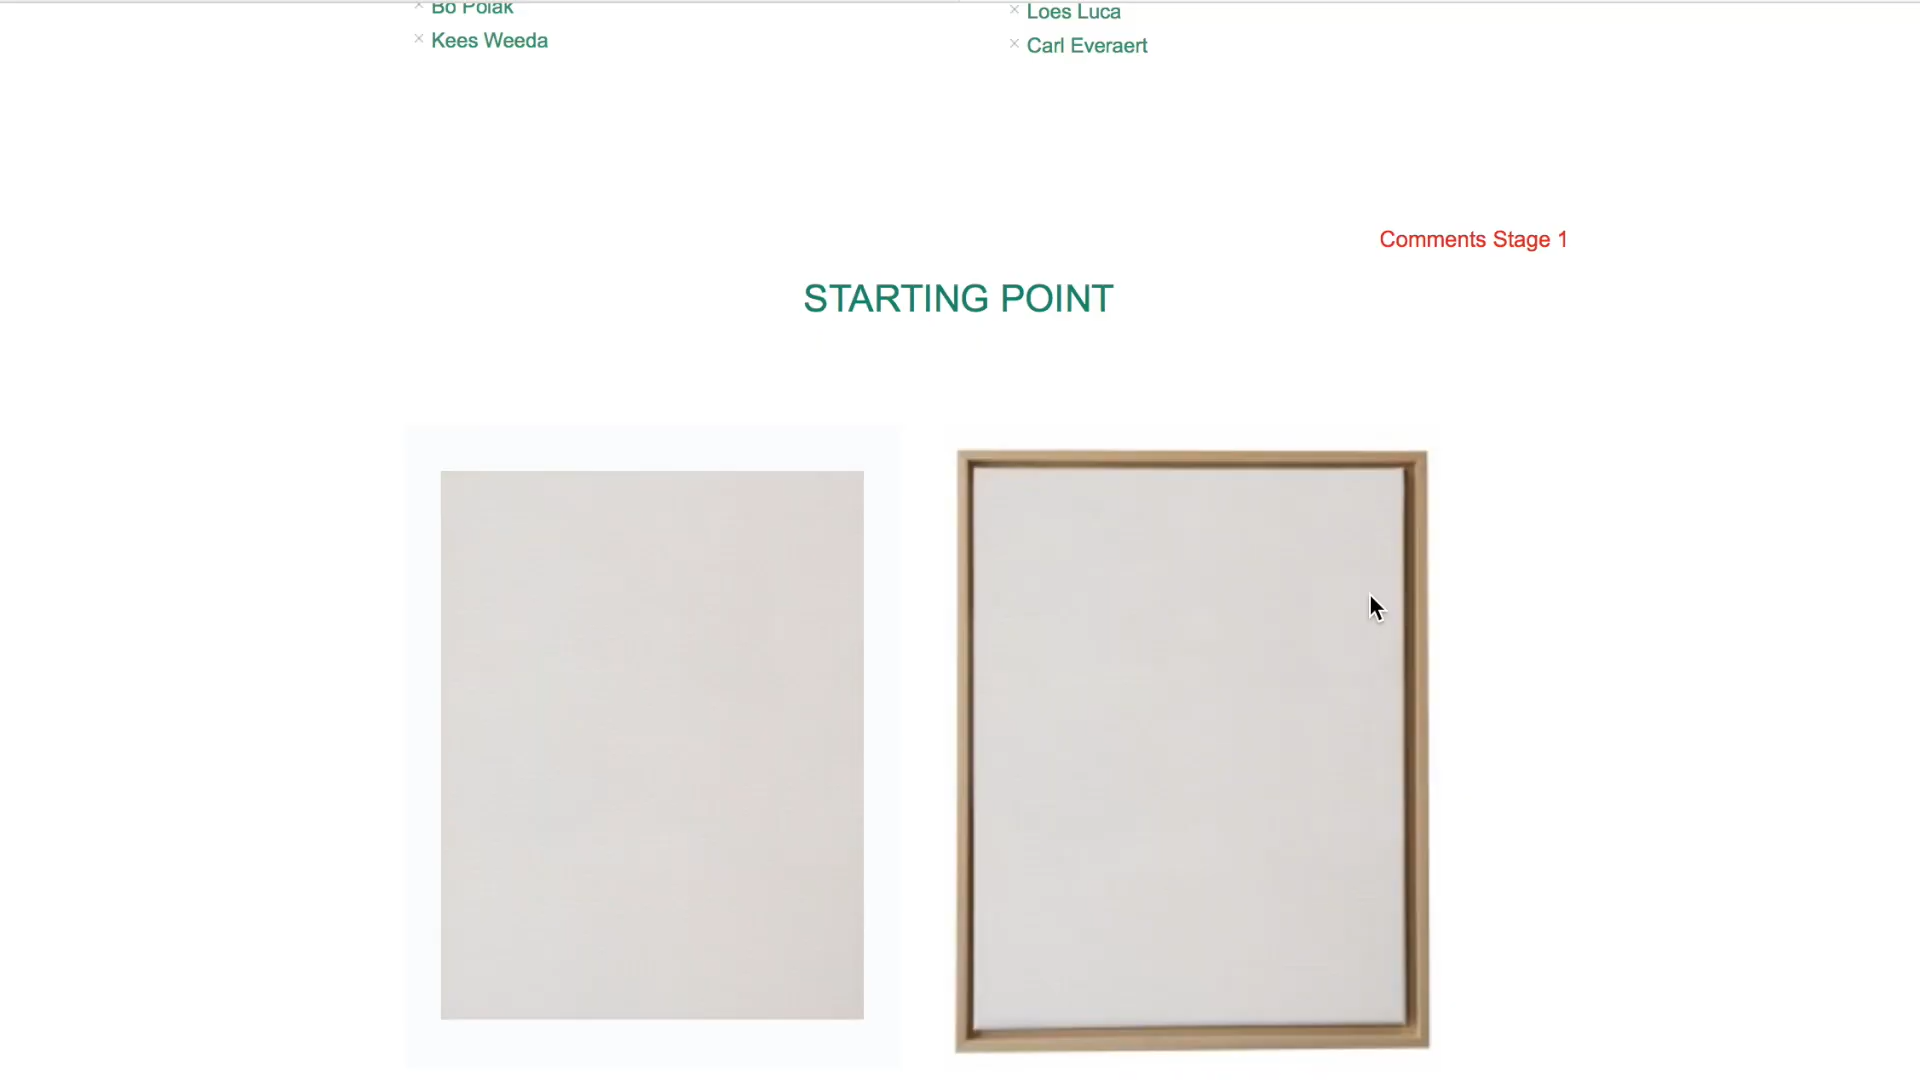 Bo Polak
Kees Weeda
Loes Luca
Carl Everaert
Comments Stage 1
STARTING POINT